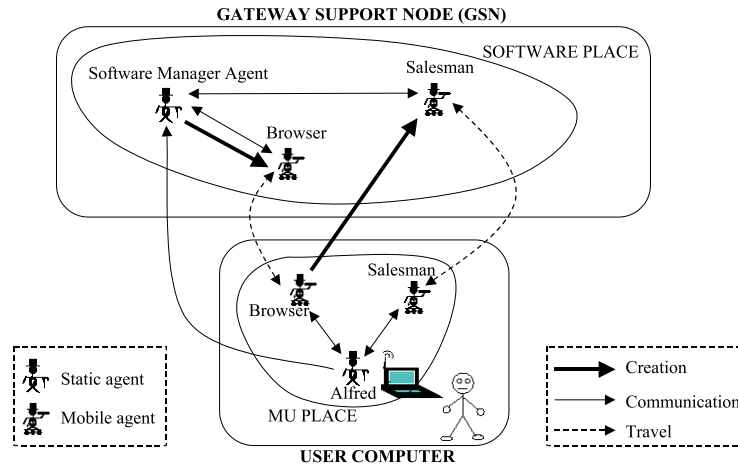 GATEWAY SUPPORT NODE (GSN)
SOFTWARE PLACE
Software Manager Agent
Salesman
Browser
Salesman
Browser
Alfred
MU PLACE
USER COMPUTER
Static agent
Mobile agent
Creation
Communication
Travel